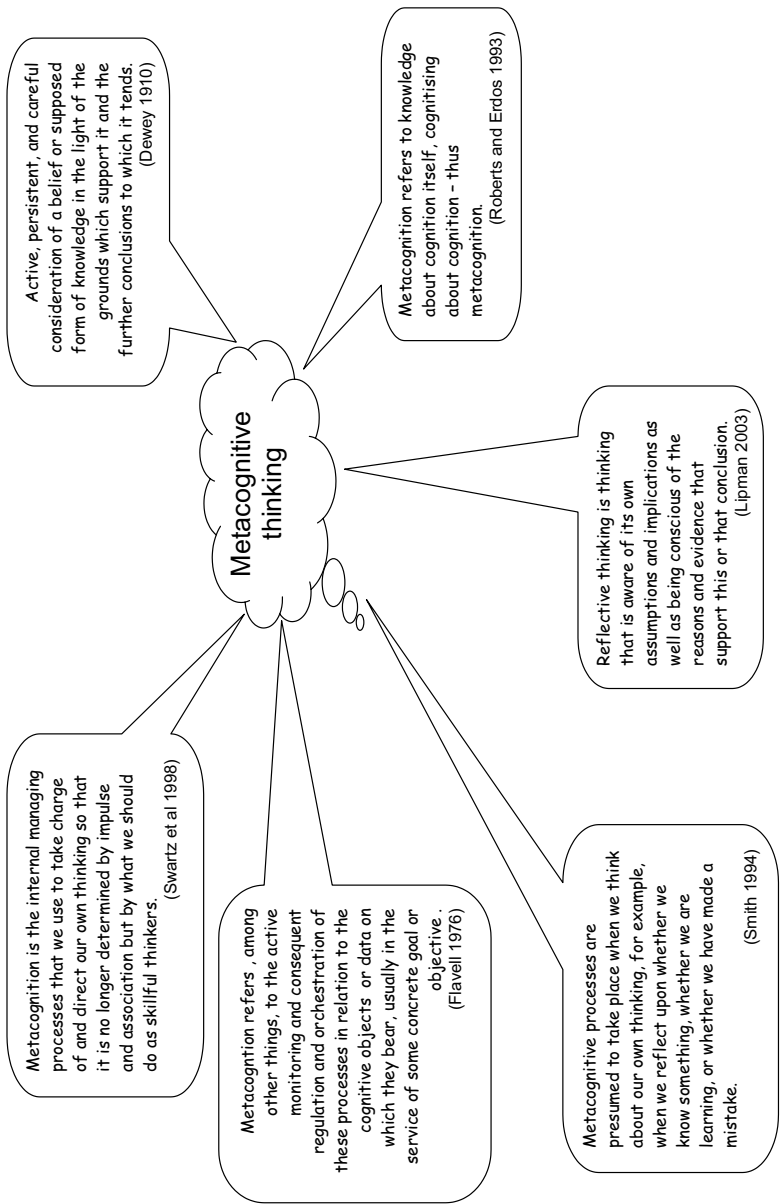 Metacognitive
thinking
Metacognition is the internal managing
processes that we use to take charge
of and direct our own thinking so that
it is no longer determined by impulse
and association but by what we should
do as skillful thinkers.
(Swartz et al 1998)
Active, persistent, and careful
consideration of a belief or supposed
form of knowledge in the light of the
grounds which support it and the
further conclusions to which it tends.
(Dewey 1910)
Metacogntion refers , among
other things, to the active
monitoring and consequent
regulation and orchestration of
these processes in relation to the
cognitive objects or data on
which they bear, usually in the
service of some concrete goal or
objective .
(Flavell 1976)
Metacognition refers to knowledge
about cognition itself, cognitising
about cognition – thus
metacognition.
(Roberts and Erdos 1993)
Metacognitive processes are
presumed to take place when we think
about our own thinking, for example,
when we reflect upon whether we
know something, whether we are
learning, or whether we have made a
mistake.
(Smith 1994)
Reflective thinking is thinking
that is aware of its own
assumptions and implications as
well as being conscious of the
reasons and evidence that
support this or that conclusion.
(Lipman 2003)